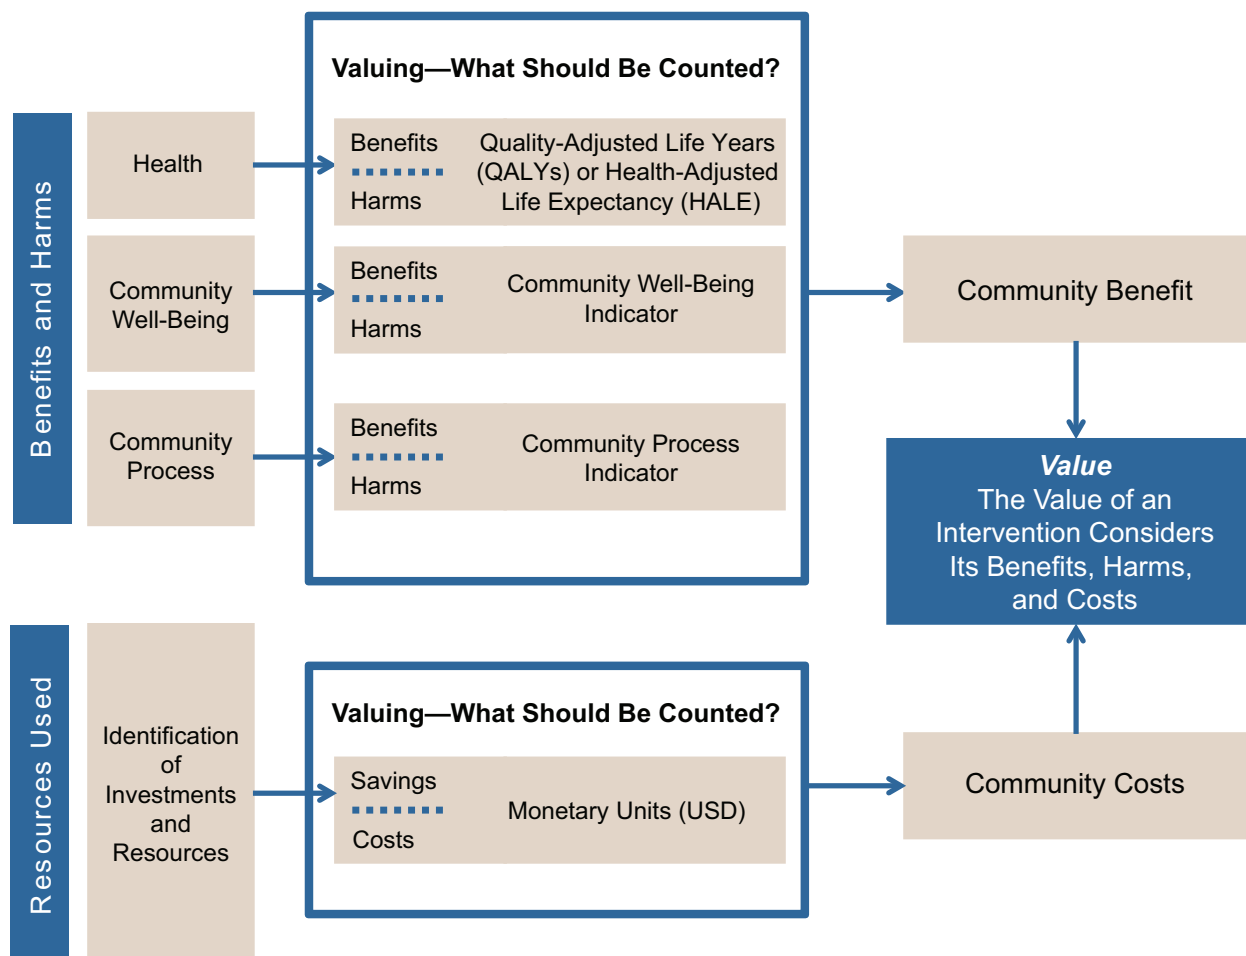 Valuing—What Should Be Counted?
Benefits and Harms
Health
Benefits
Harms
Quality-Adjusted Life Years
(QALYs) or Health-Adjusted
Life Expectancy (HALE)
Community
Well-Being
Benefits
Harms
Community Well-Being
Indicator
Community
Process
Benefits
Harms
Community Process
Indicator
Community Benefit
Value
The Value of an
Intervention Considers
Its Benefits, Harms,
and Costs
Resources Used
Identification
of
Investments
and
Resources
Valuing—What Should Be Counted?
Savings
Costs
Monetary Units (USD)
Community Costs